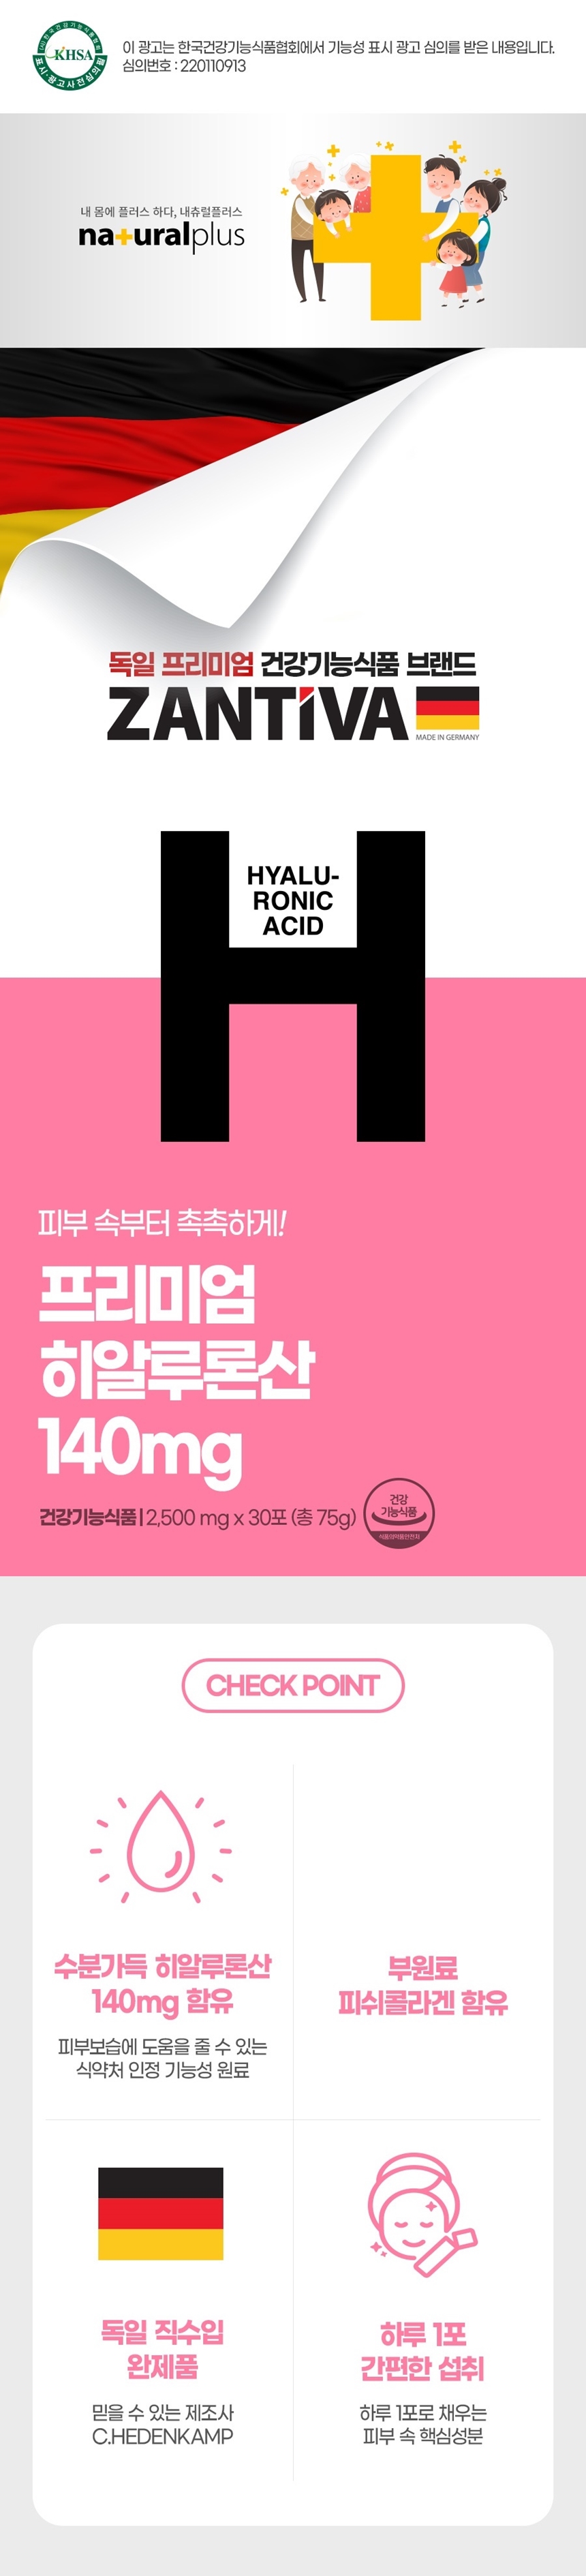 KHSA
표시·광고사전심의필
이 광고는 한국건강기능식품협회에서 기능성 표시 광고 심의를 받은 내용입니다.
심의번호 : 220110913
내 몸에 플러스 하다, 내츄럴플러스
na+uralplus
독일 프리미엄 건강기능식품 브랜드
ZANTIVA
MADE IN GERMANY
HYALU-
RONIC
ACID
피부 속부터 촉촉하게!
프리미엄
히알루론산
140mg
건강기능식품 | 2,500 mg x 30포 (총 75g)
건강
기능식품
식품의약품안전처
CHECK POINT
수분가득 히알루론산
140mg 함유
피부보습에 도움을 줄 수 있는
식약처 인정 기능성 원료
부원료
피쉬콜라겐 함유
독일 직수입
완제품
믿을 수 있는 제조사
C.HEDENKAMP
하루 1포
간편한 섭취
하루 1포로 채우는
피부 속 핵심성분